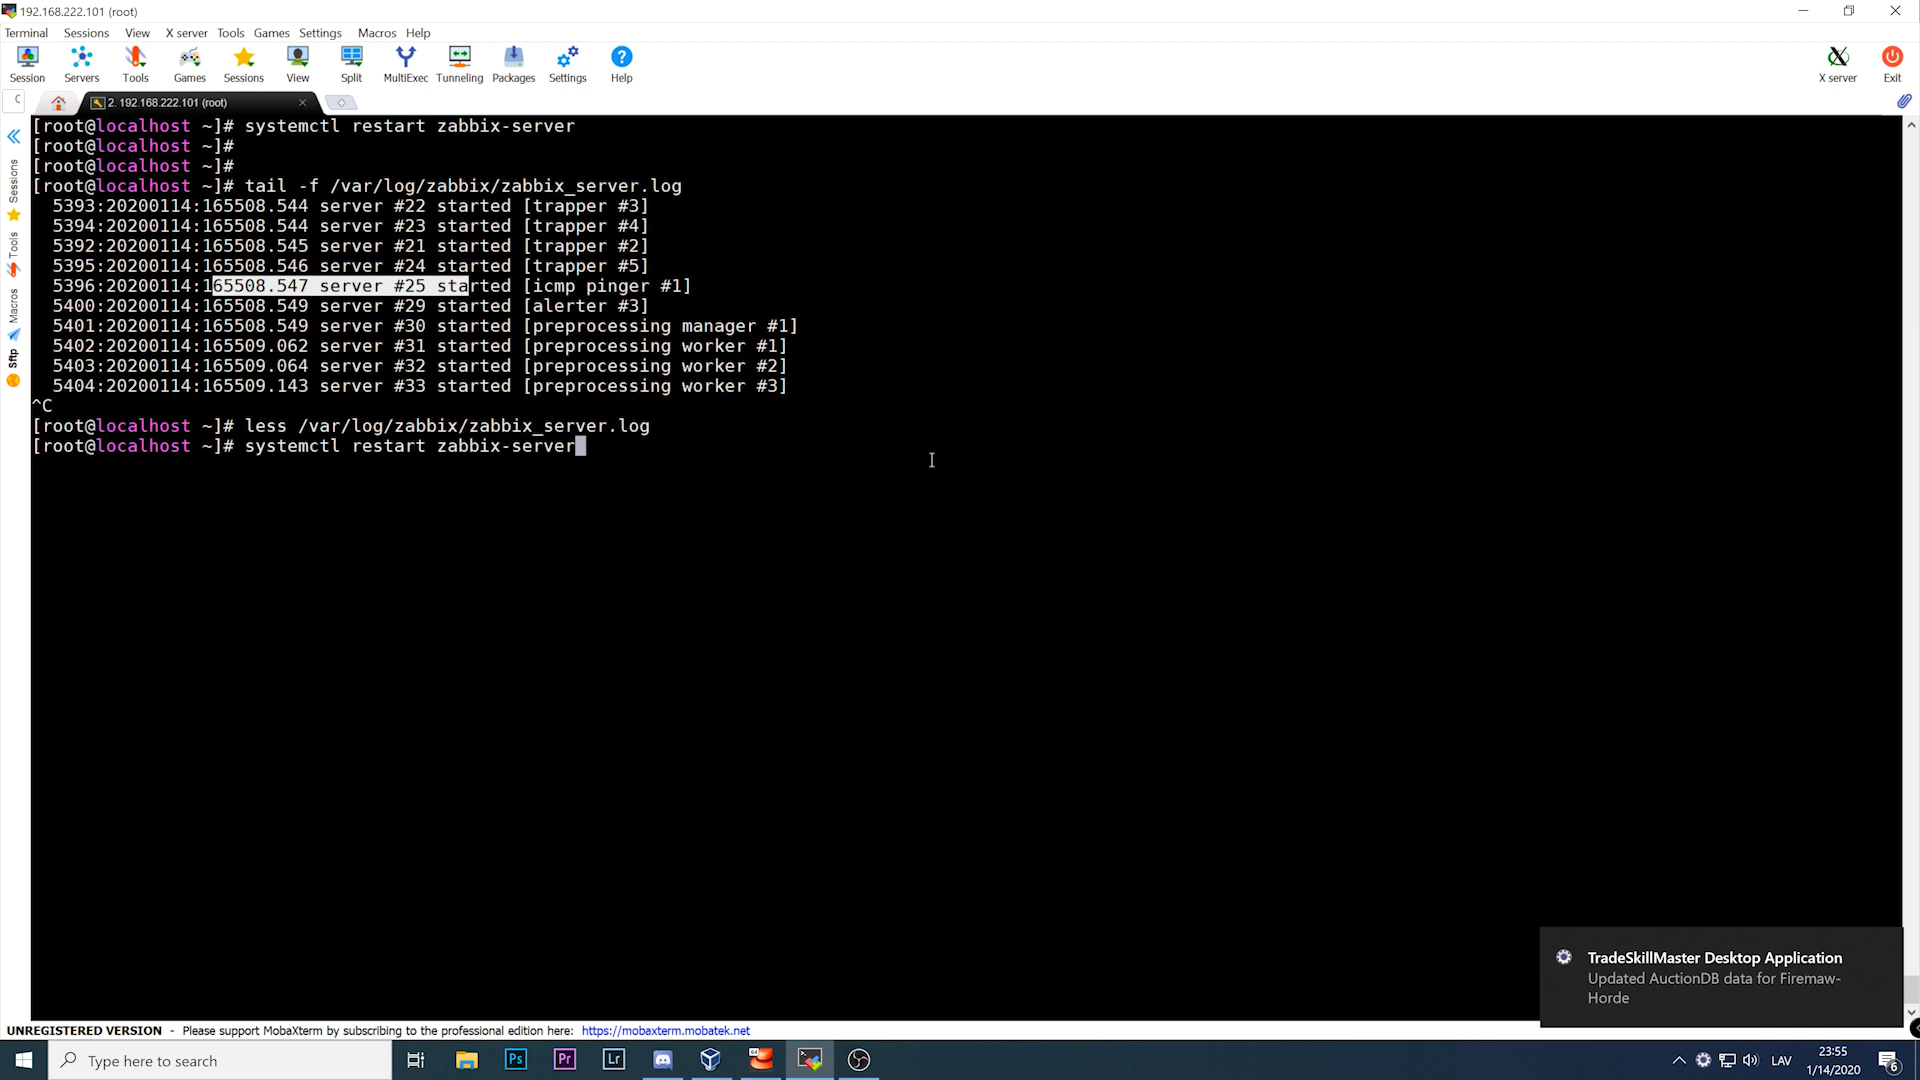 192.168.222.101 (root)
Terminal Sessions View X server Tools Games Settings Macros Help
Session Servers Tools Games Sessions View Split MultiExec Tunneling Packages Settings Help X server Exit
2. 192.168.222.101 (root)
[root@localhost ~]# systemctl restart zabbix-server
[root@localhost ~]#
[root@localhost ~]#
[root@localhost ~]# tail -f /var/log/zabbix/zabbix_server.log
5393:20200114:165508.544 server #22 started [trapper #3]
5394:20200114:165508.544 server #23 started [trapper #4]
5392:20200114:165508.545 server #21 started [trapper #2]
5395:20200114:165508.546 server #24 started [trapper #5]
5396:20200114:165508.547 server #25 started [icmp pinger #1]
5400:20200114:165508.549 server #29 started [alerter #3]
5401:20200114:165508.549 server #30 started [preprocessing manager #1]
5402:20200114:165509.062 server #31 started [preprocessing worker #1]
5403:20200114:165509.064 server #32 started [preprocessing worker #2]
5404:20200114:165509.143 server #33 started [preprocessing worker #3]
^C
[root@localhost ~]# less /var/log/zabbix/zabbix_server.log
[root@localhost ~]# systemctl restart zabbix-server
Sessions
Tools
Macros
Sftp
TradeSkillMaster Desktop Application
Updated AuctionDB data for Firemaw-
Horde
UNREGISTERED VERSION - Please support MobaXterm by subscribing to the professional edition here: https://mobaxterm.mobatek.net
Type here to search
Ps Pr Lr
64
LAV
23:55
1/14/2020
6